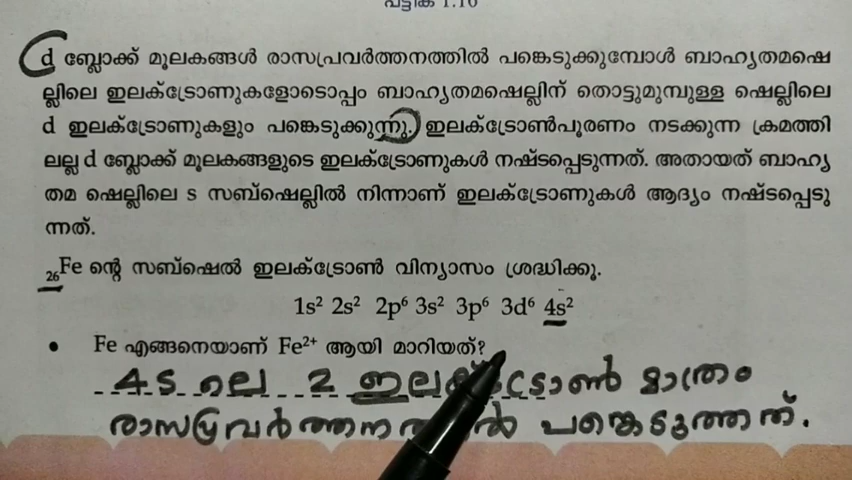 പട്ടിക 1.10
d ബ്ലോക്ക് മൂലകങ്ങൾ രാസപ്രവർത്തനത്തിൽ പങ്കെടുക്കുമ്പോൾ ബാഹ്യതമഷെ
ല്ലിലെ ഇലക്ട്രോണുകളോടൊപ്പം ബാഹ്യതമഷെല്ലിന് തൊട്ടുമുമ്പുള്ള ഷെല്ലിലെ
d ഇലക്ട്രോണുകളും പങ്കെടുക്കുന്നു. ഇലക്ട്രോൺപൂരണം നടക്കുന്ന ക്രമത്തി
ലല്ല d ബ്ലോക്ക് മൂലകങ്ങളുടെ ഇലക്ട്രോണുകൾ നഷ്ടപ്പെടുന്നത്. അതായത് ബാഹ്യ
തമ ഷെല്ലിലെ s സബ്ഷെല്ലിൽ നിന്നാണ് ഇലക്ട്രോണുകൾ ആദ്യം നഷ്ടപ്പെടു
ന്നത്.
₂₆Fe ന്റെ സബ്ഷെൽ ഇലക്ട്രോൺ വിന്യാസം ശ്രദ്ധിക്കൂ.
1s² 2s² 2p⁶ 3s² 3p⁶ 3d⁶ 4s²
• Fe എങ്ങനെയാണ് Fe²⁺ ആയി മാറിയത്?
4s ലെ 2 ഇലക്ട്രോൺ മാത്രം
രാസപ്രവർത്തനത്തിൽ പങ്കെടുത്തത്.